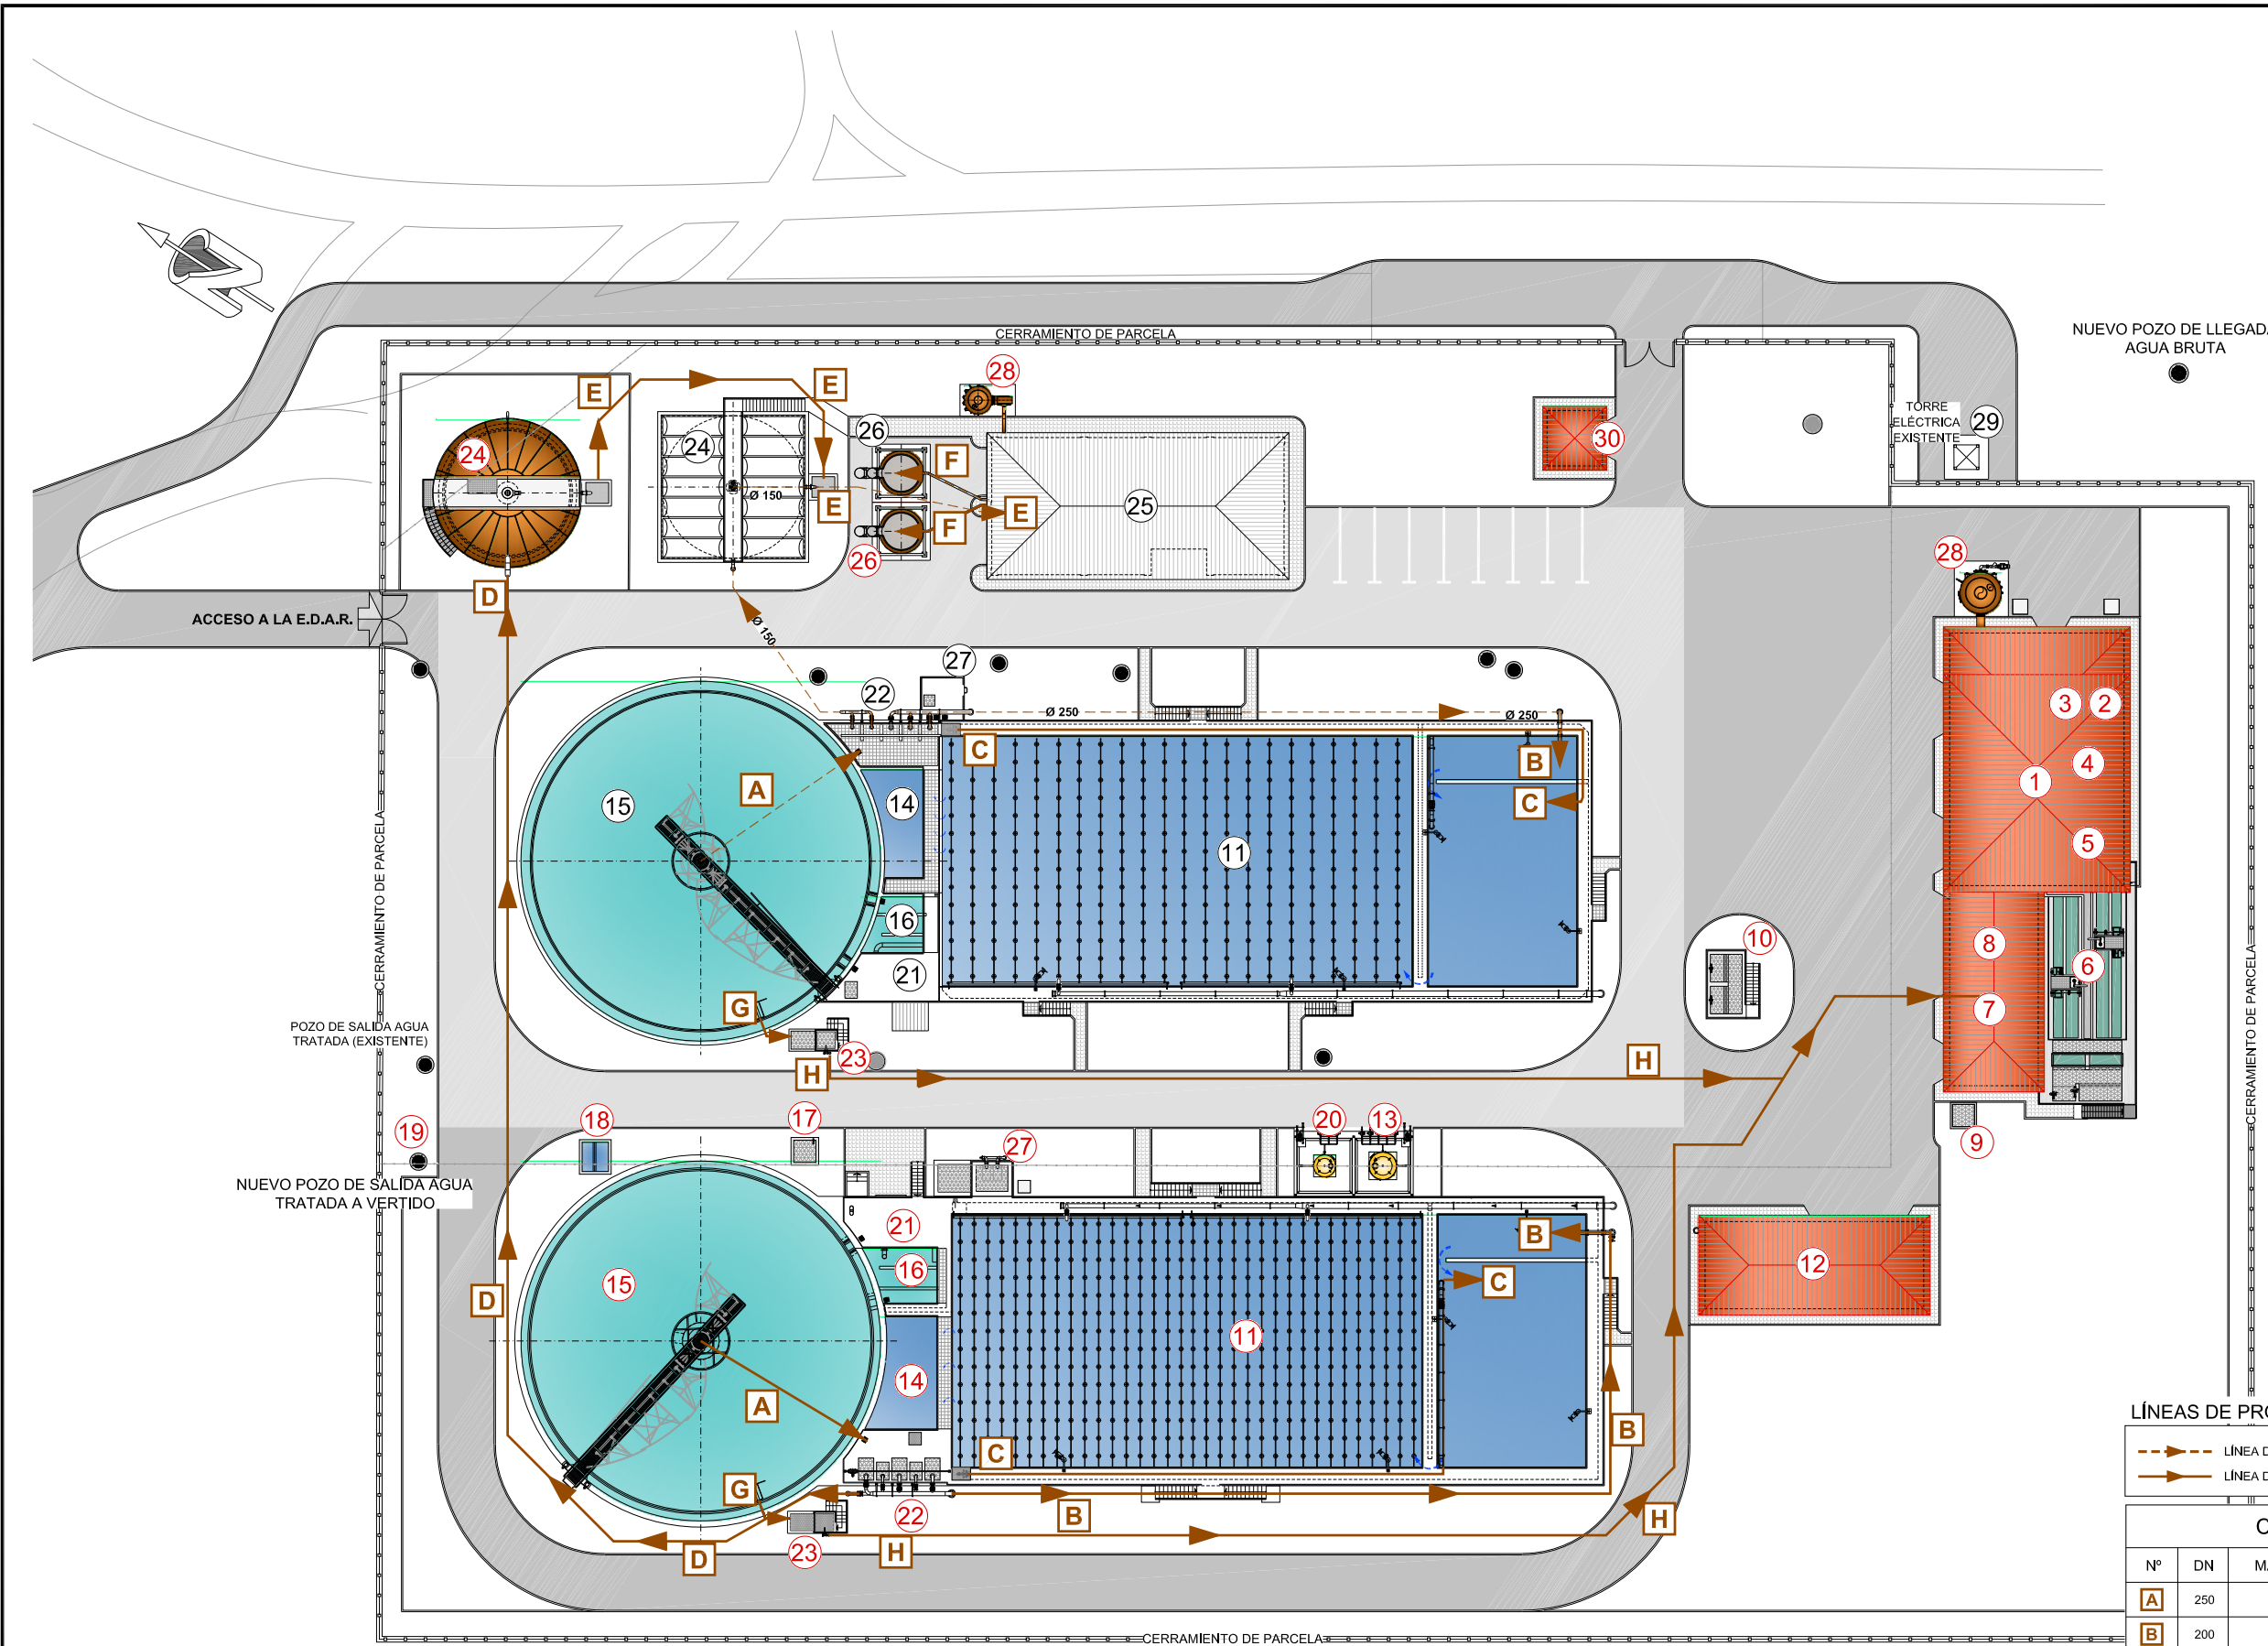 CERRAMIENTO DE PARCELA
NUEVO POZO DE LLEGADA
AGUA BRUTA
28
E
E
24
24
26
F
30
TORRE
ELÉCTRICA
EXISTENTE
29
Ø 150
E
E
25
F
26
28
D
ACCESO A LA E.D.A.R.
Ø 150
27
22
Ø 250
Ø 250
3
2
C
B
4
A
1
15
14
C
11
5
CERRAMIENTO DE PARCELA
16
10
8
21
6
G
7
POZO DE SALIDA AGUA
TRATADA (EXISTENTE)
23
H
H
CERRAMIENTO DE PARCELA
19
18
17
27
20
13
9
NUEVO POZO DE SALIDA AGUA
TRATADA A VERTIDO
21
B
16
12
15
C
D
11
14
A
B
C
G
22
B
H
23
H
D
LÍNEAS DE PRO
LÍNEA D
LÍNEA D
C
Nº DN MA
A 250
B 200
CERRAMIENTO DE PARCELA